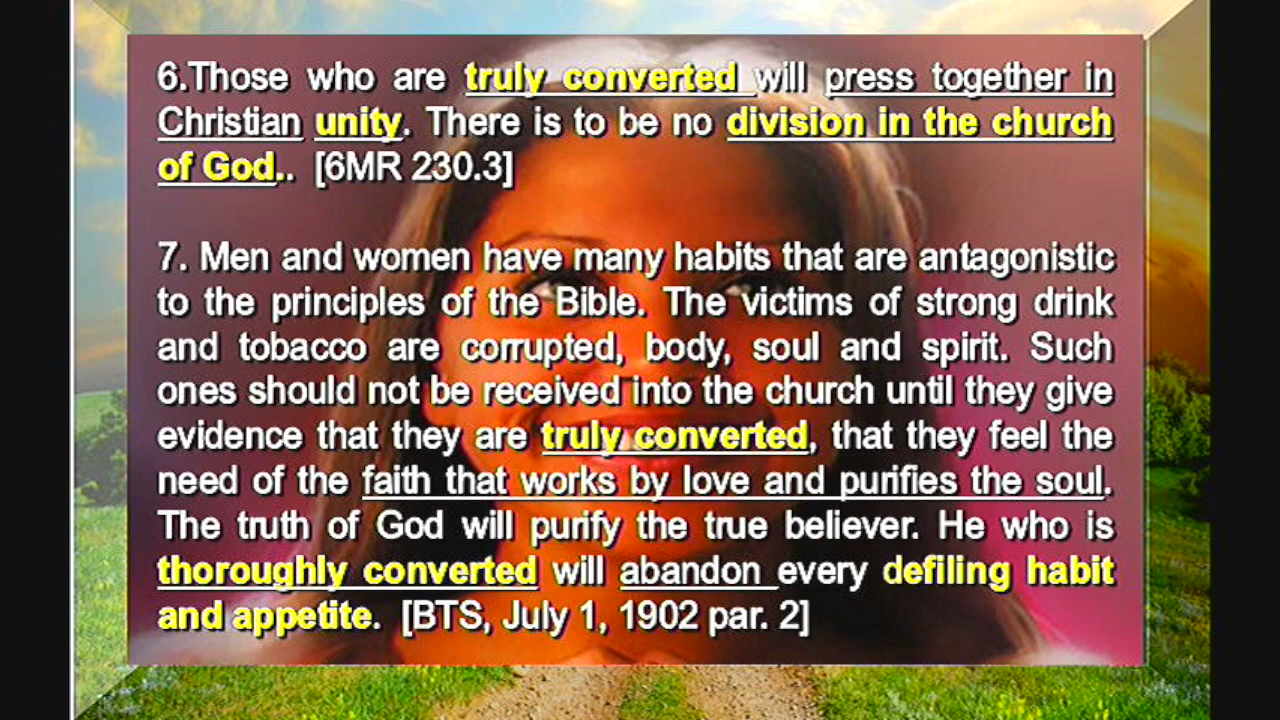 6.Those who are truly converted will press together in
Christian unity. There is to be no division in the church
of God.. [6MR 230.3]
7. Men and women have many habits that are antagonistic
to the principles of the Bible. The victims of strong drink
and tobacco are corrupted, body, soul and spirit. Such
ones should not be received into the church until they give
evidence that they are truly converted, that they feel the
need of the faith that works by love and purifies the soul.
The truth of God will purify the true believer. He who is
thoroughly converted will abandon every defiling habit
and appetite. [BTS, July 1, 1902 par. 2]